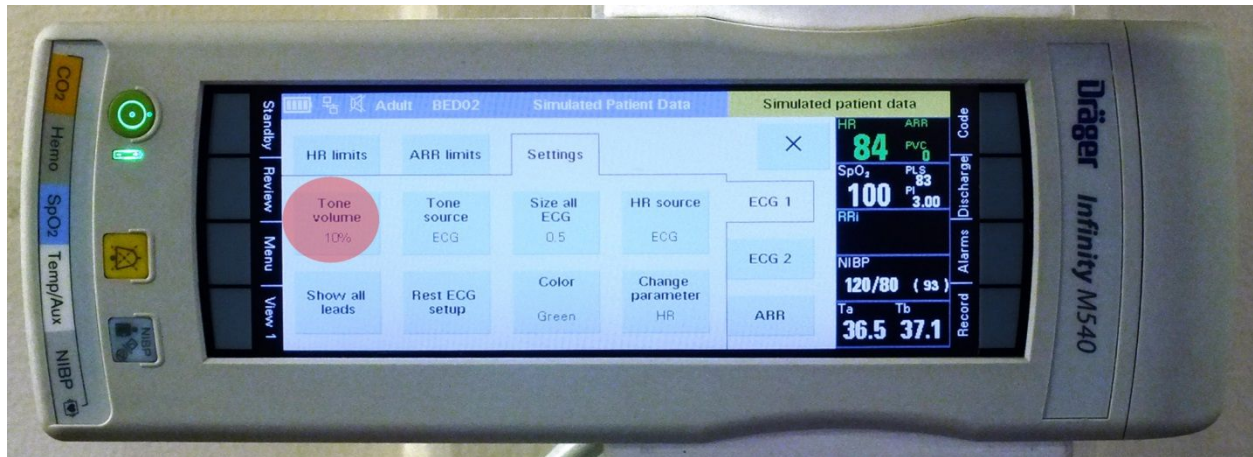 CO2
Hemo
SpO2
Temp/Aux
NIBP
NIBP
Standby
Review
Menu
View 1
Adult BED02 Simulated Patient Data
Simulated patient data
HR limits
ARR limits
Settings
×
Tone
volume
10%
Tone
source
ECG
Size all
ECG
0.5
HR source
ECG
Show all
leads
Rest ECG
setup
Color
Green
Change
parameter
HR
ECG 1
ECG 2
ARR
HR ARR
84 PVC
0
SpO₂ PLS
83
100 PI
3.00
RRi
NIBP
120/80 (93)
Ta Tb
36.5 37.1
Code
Discharge
Alarms
Record
Dräger Infinity M540